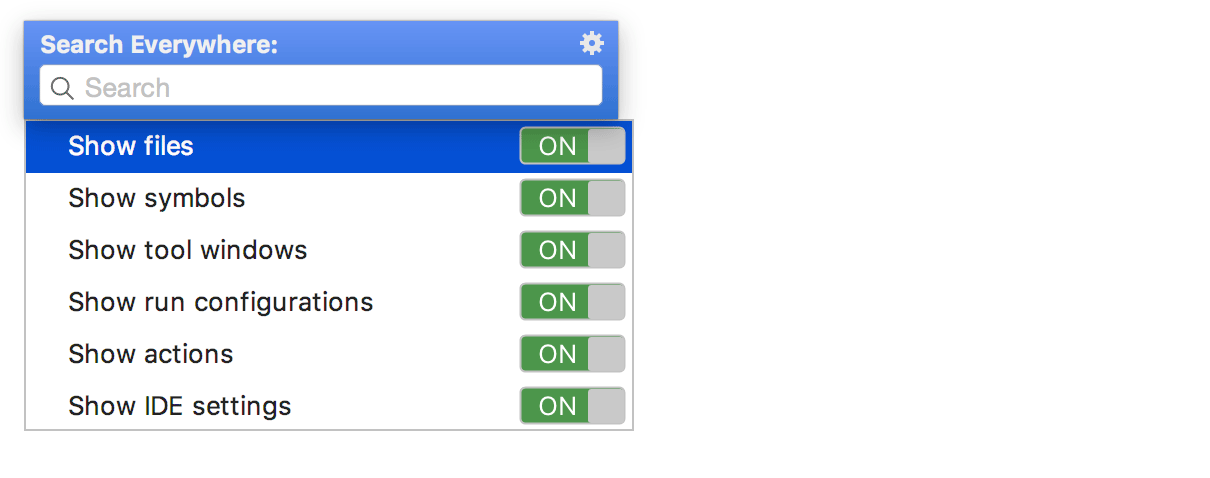 Search Everywhere:
Search
Show files ON
Show symbols ON
Show tool windows ON
Show run configurations ON
Show actions ON
Show IDE settings ON